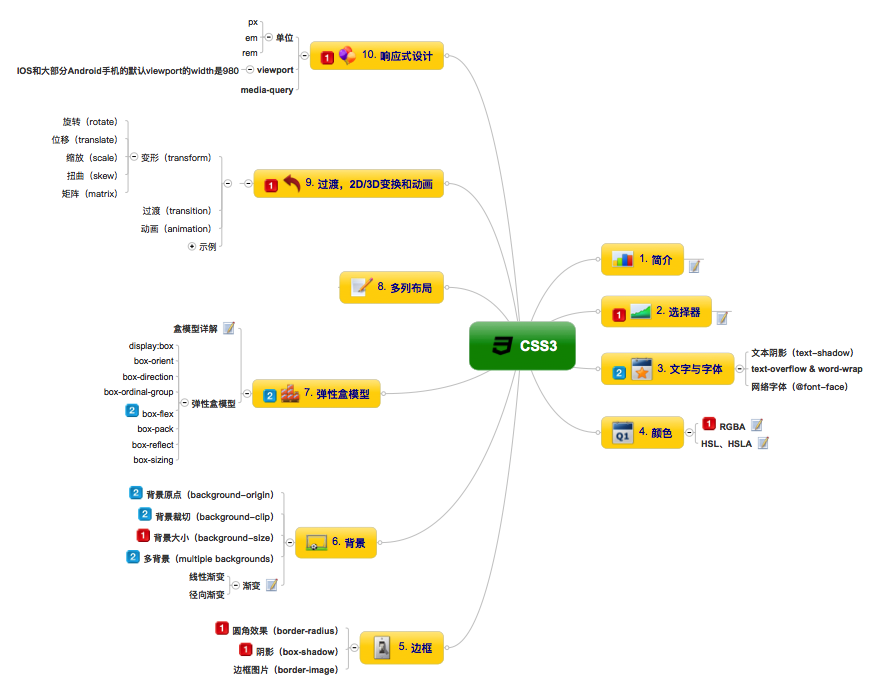 CSS3
1. 简介
1
2. 选择器
2
3. 文字与字体
文本阴影（text-shadow）
text-overflow & word-wrap
网络字体（@font-face）
Q1
4. 颜色
1 RGBA
HSL、HSLA
5. 边框
1 圆角效果（border-radius）
1 阴影（box-shadow）
边框图片（border-image）
6. 背景
2 背景原点（background-origin）
2 背景裁切（background-clip）
1 背景大小（background-size）
2 多背景（multiple backgrounds）
渐变
线性渐变
径向渐变
2
7. 弹性盒模型
盒模型详解
弹性盒模型
display:box
box-orient
box-direction
box-ordinal-group
2 box-flex
box-pack
box-reflect
box-sizing
8. 多列布局
1
9. 过渡，2D/3D变换和动画
变形（transform）
旋转（rotate）
位移（translate）
缩放（scale）
扭曲（skew）
矩阵（matrix）
过渡（transition）
动画（animation）
示例
1
10. 响应式设计
单位
px
em
rem
viewport
IOS和大部分Android手机的默认viewport的width是980
media-query